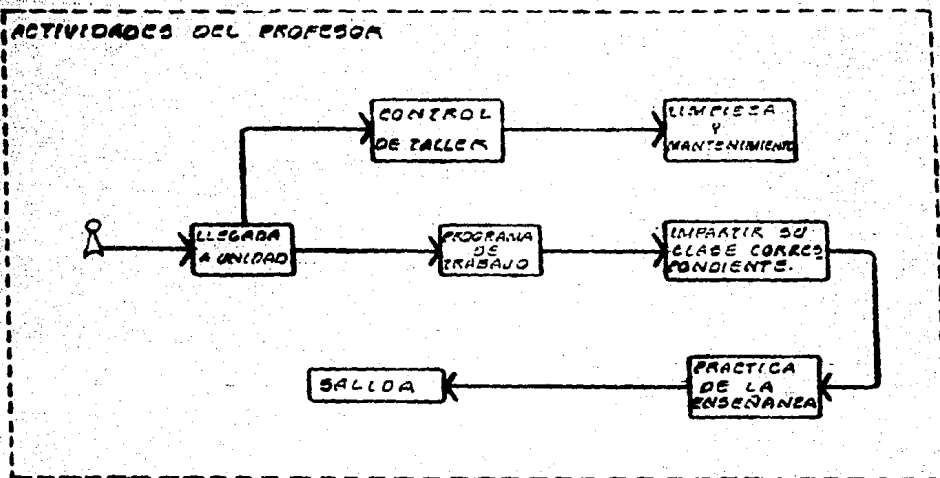 ACTIVIDADES DEL PROFESOR
CONTROL
DE TALLER
LIMPIEZA
Y
MANTENIMIENTO
LLEGADA
A UNIDAD
PROGRAMA
DE
TRABAJO
IMPARTIR SU
CLASE CORRES
PONDIENTE.
PRACTICA
DE LA
ENSEÑANZA
SALIDA